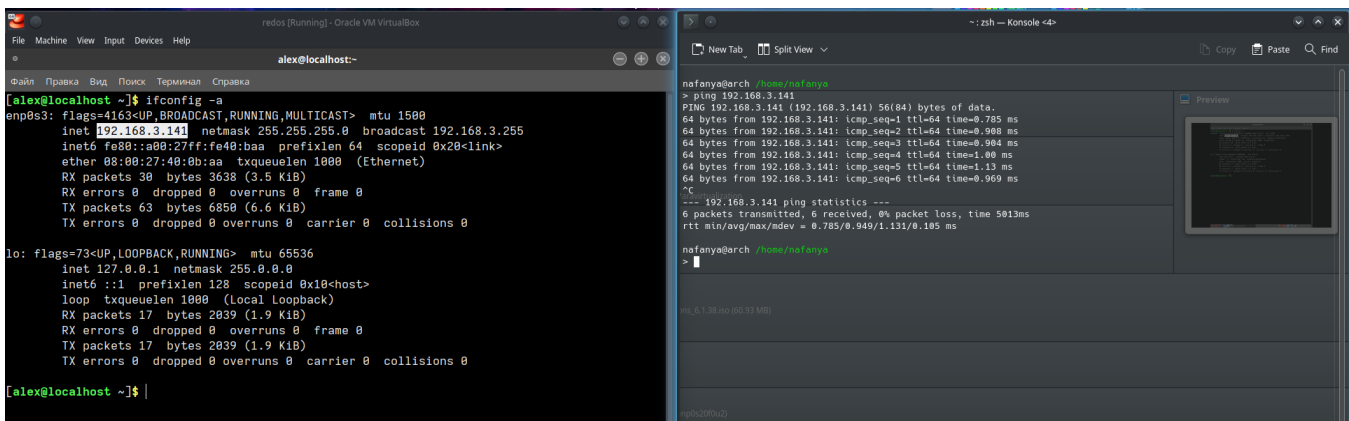 redos [Running] - Oracle VM VirtualBox
File Machine View Input Devices Help
alex@localhost:~
Файл Правка Вид Поиск Терминал Справка
[alex@localhost ~]$ ifconfig -a
enp0s3: flags=4163<UP,BROADCAST,RUNNING,MULTICAST> mtu 1500
inet 192.168.3.141 netmask 255.255.255.0 broadcast 192.168.3.255
inet6 fe80::a00:27ff:fe40:baa prefixlen 64 scopeid 0x20<link>
ether 08:00:27:40:0b:aa txqueuelen 1000 (Ethernet)
RX packets 30 bytes 3638 (3.5 KiB)
RX errors 0 dropped 0 overruns 0 frame 0
TX packets 63 bytes 6850 (6.6 KiB)
TX errors 0 dropped 0 overruns 0 carrier 0 collisions 0
lo: flags=73<UP,LOOPBACK,RUNNING> mtu 65536
inet 127.0.0.1 netmask 255.0.0.0
inet6 ::1 prefixlen 128 scopeid 0x10<host>
loop txqueuelen 1000 (Local Loopback)
RX packets 17 bytes 2039 (1.9 KiB)
RX errors 0 dropped 0 overruns 0 frame 0
TX packets 17 bytes 2039 (1.9 KiB)
TX errors 0 dropped 0 overruns 0 carrier 0 collisions 0
[alex@localhost ~]$
~ : zsh — Konsole <4>
New Tab Split View Copy Paste Find
nafanya@arch /home/nafanya
> ping 192.168.3.141
PING 192.168.3.141 (192.168.3.141) 56(84) bytes of data.
64 bytes from 192.168.3.141: icmp_seq=1 ttl=64 time=0.785 ms
64 bytes from 192.168.3.141: icmp_seq=2 ttl=64 time=0.908 ms
64 bytes from 192.168.3.141: icmp_seq=3 ttl=64 time=0.904 ms
64 bytes from 192.168.3.141: icmp_seq=4 ttl=64 time=1.00 ms
64 bytes from 192.168.3.141: icmp_seq=5 ttl=64 time=1.13 ms
64 bytes from 192.168.3.141: icmp_seq=6 ttl=64 time=0.969 ms
^C
--- 192.168.3.141 ping statistics ---
6 packets transmitted, 6 received, 0% packet loss, time 5013ms
rtt min/avg/max/mdev = 0.785/0.949/1.131/0.105 ms
nafanya@arch /home/nafanya
>
Preview
ns_6.1.38.iso (60.93 MB)
np0s20f0u2)